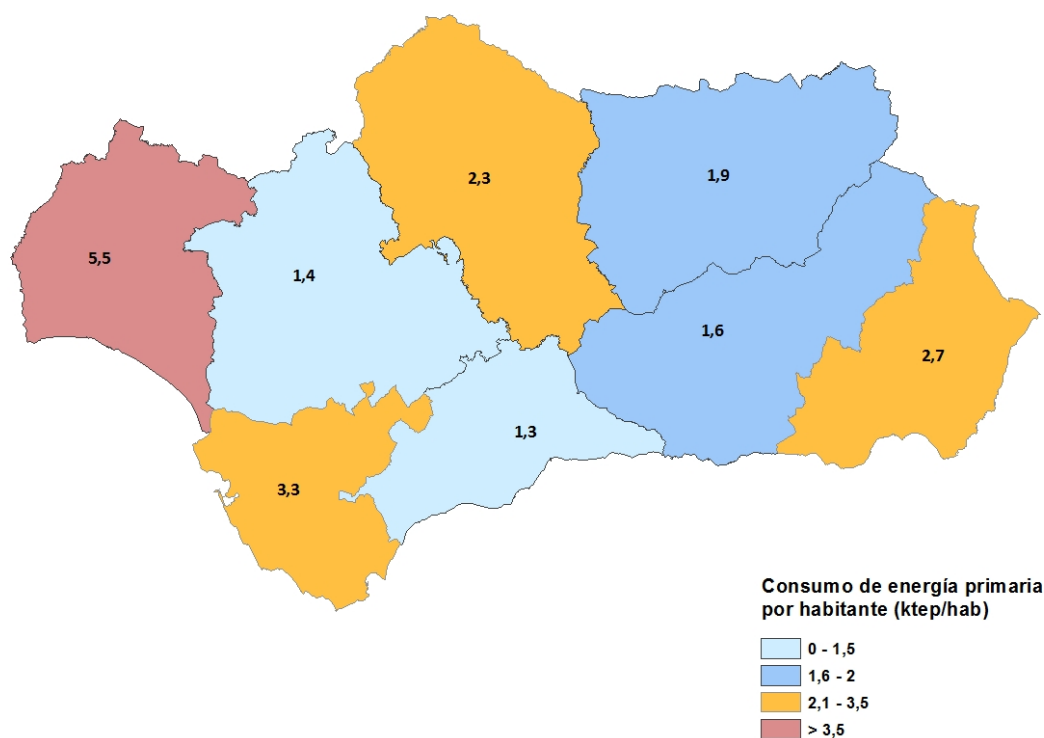 2,3
1,9
5,5
1,4
1,6
2,7
1,3
3,3
Consumo de energía primaria
por habitante (ktep/hab)
0 - 1,5
1,6 - 2
2,1 - 3,5
> 3,5